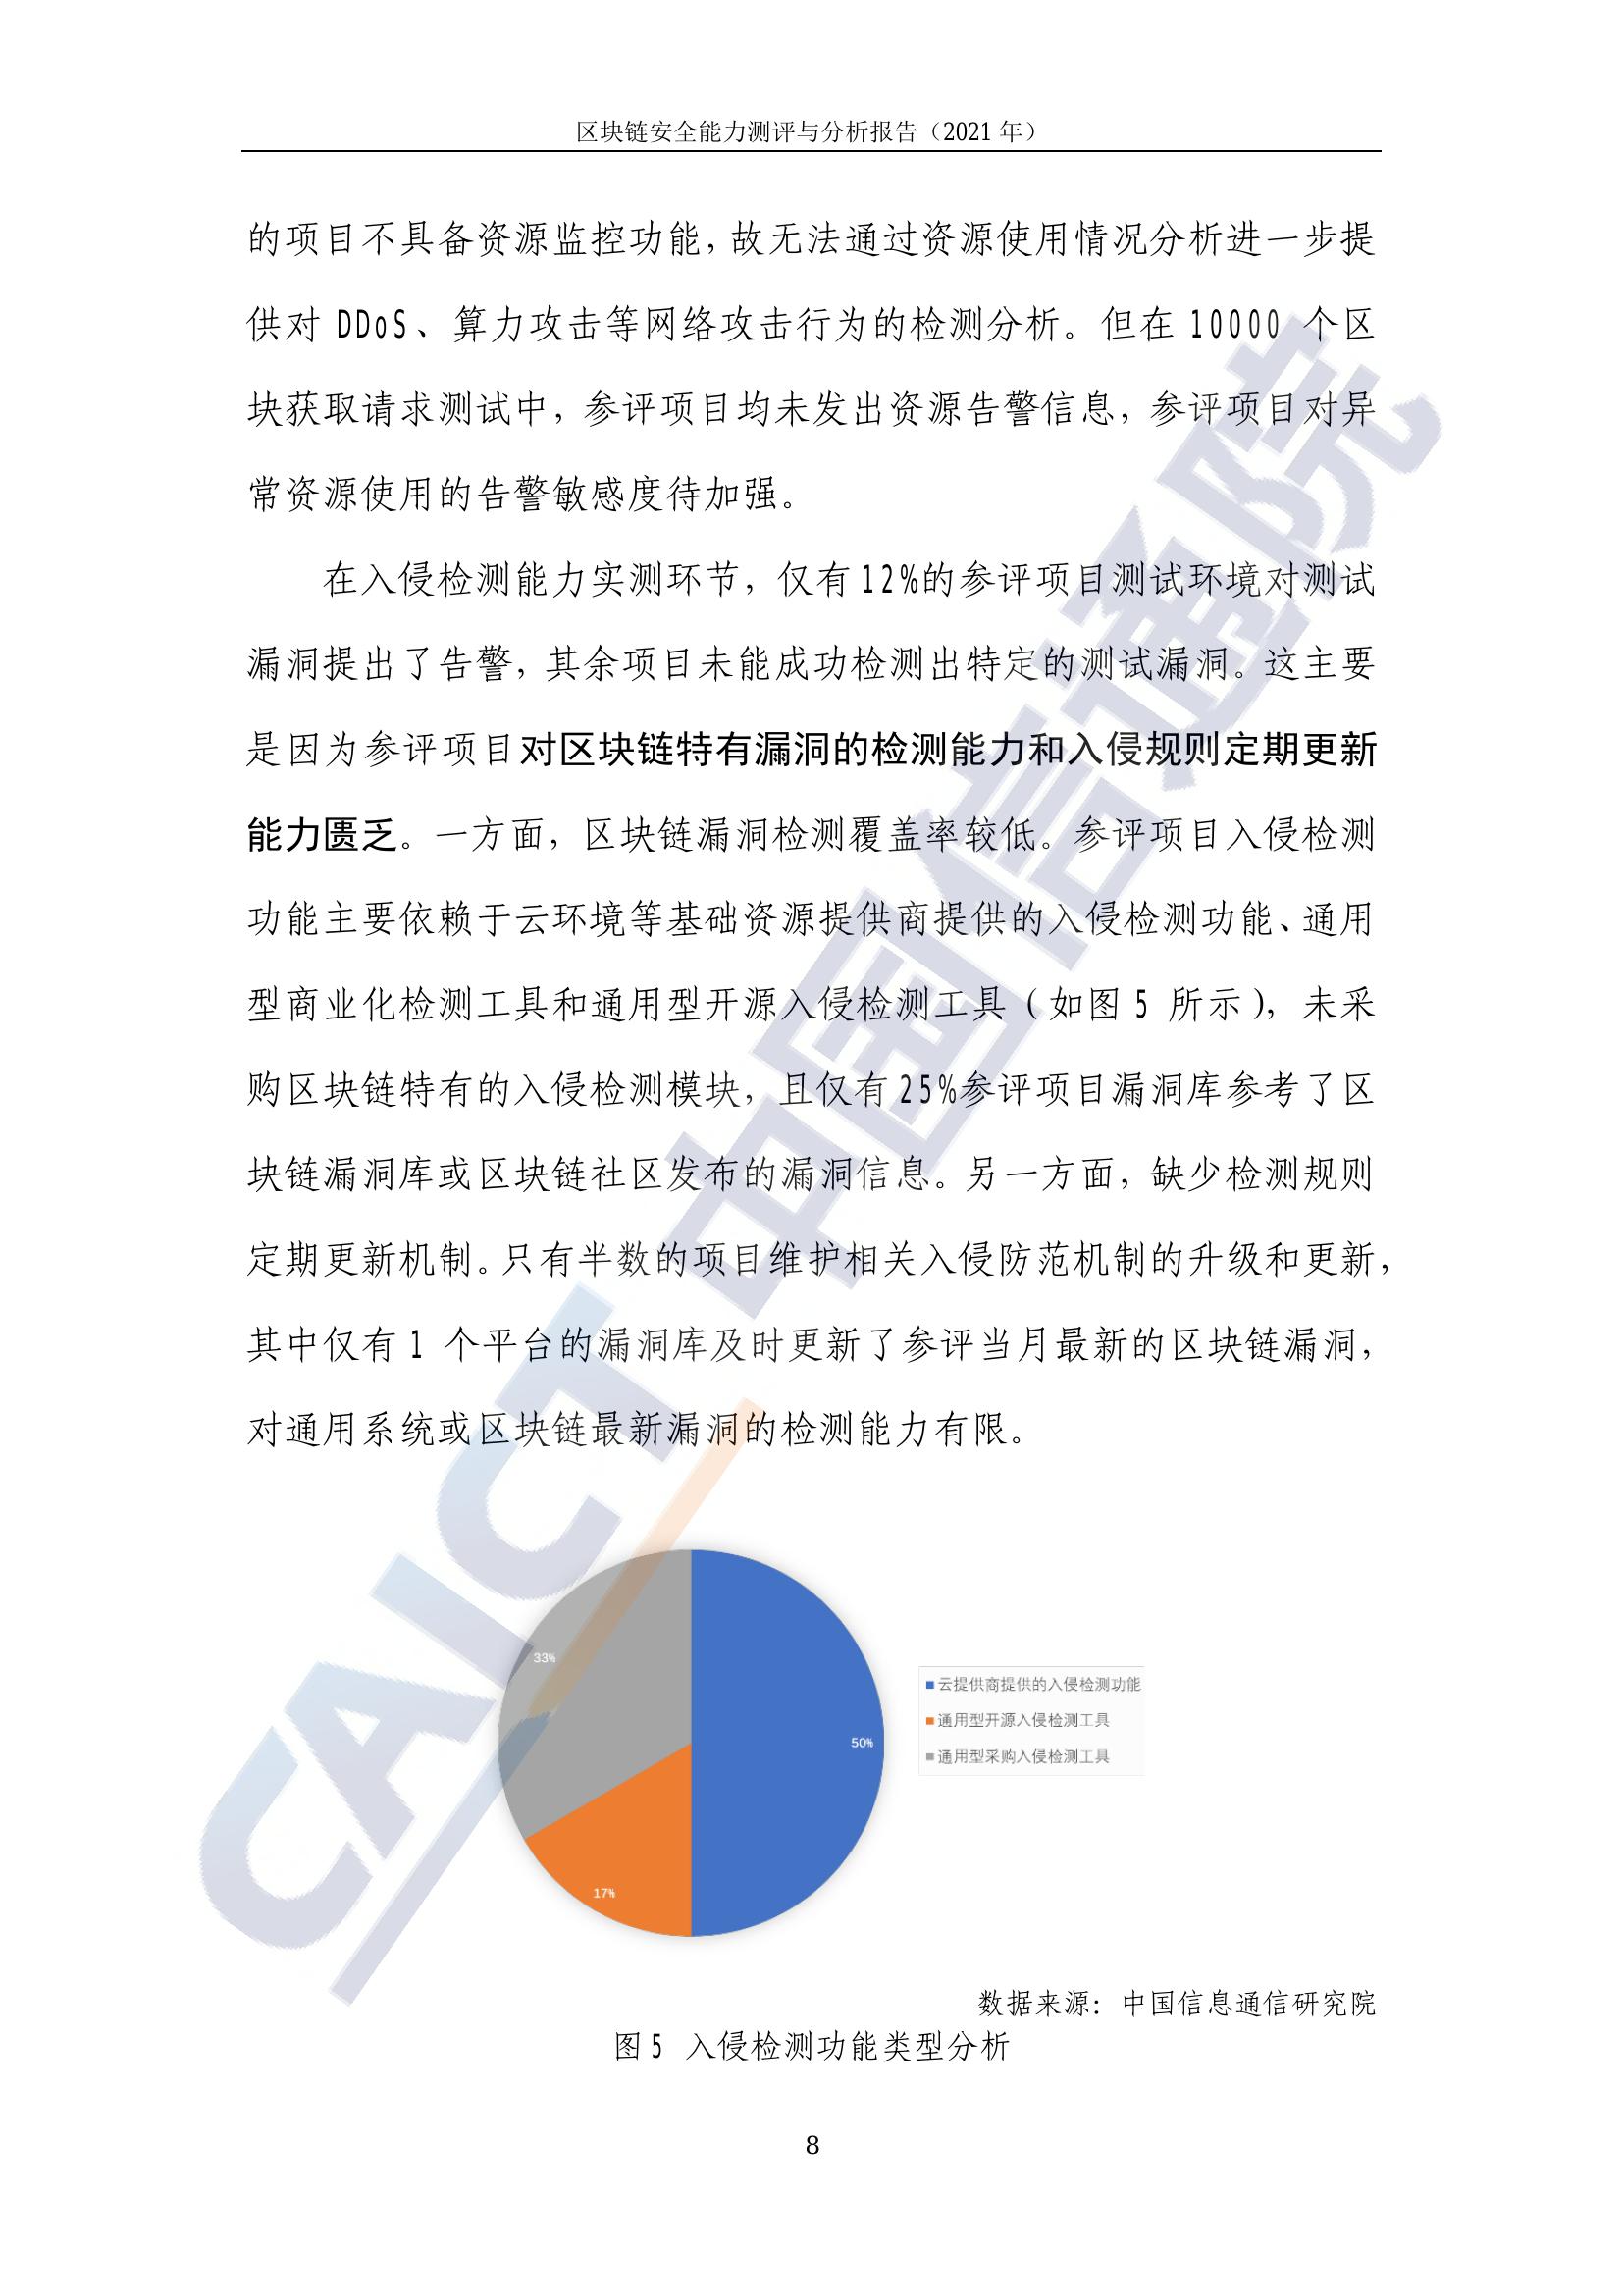 区块链安全能力测评与分析报告（2021 年）
的项目不具备资源监控功能，故无法通过资源使用情况分析进一步提
供对 DDoS、算力攻击等网络攻击行为的检测分析。但在 10000 个区
块获取请求测试中，参评项目均未发出资源告警信息，参评项目对异
常资源使用的告警敏感度待加强。
在入侵检测能力实测环节，仅有 12%的参评项目测试环境对测试
漏洞提出了告警，其余项目未能成功检测出特定的测试漏洞。这主要
是因为参评项目对区块链特有漏洞的检测能力和入侵规则定期更新
能力匮乏。一方面，区块链漏洞检测覆盖率较低。参评项目入侵检测
功能主要依赖于云环境等基础资源提供商提供的入侵检测功能、通用
型商业化检测工具和通用型开源入侵检测工具（如图 5 所示），未采
购区块链特有的入侵检测模块，且仅有 25%参评项目漏洞库参考了区
块链漏洞库或区块链社区发布的漏洞信息。另一方面，缺少检测规则
定期更新机制。只有半数的项目维护相关入侵防范机制的升级和更新，
其中仅有 1 个平台的漏洞库及时更新了参评当月最新的区块链漏洞，
对通用系统或区块链最新漏洞的检测能力有限。
33%
50%
17%
云提供商提供的入侵检测功能
通用型开源入侵检测工具
通用型采购入侵检测工具
数据来源：中国信息通信研究院
图 5 入侵检测功能类型分析
8
CAICT 中国信通院